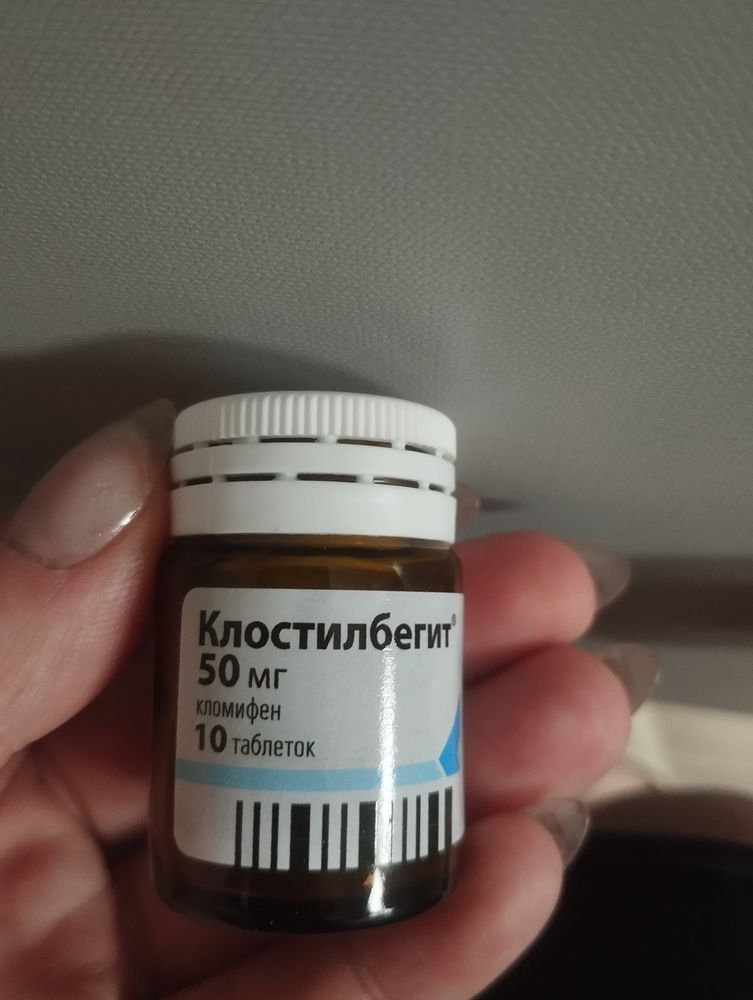 Клостилбегит®
50 мг
кломифен
10 таблеток